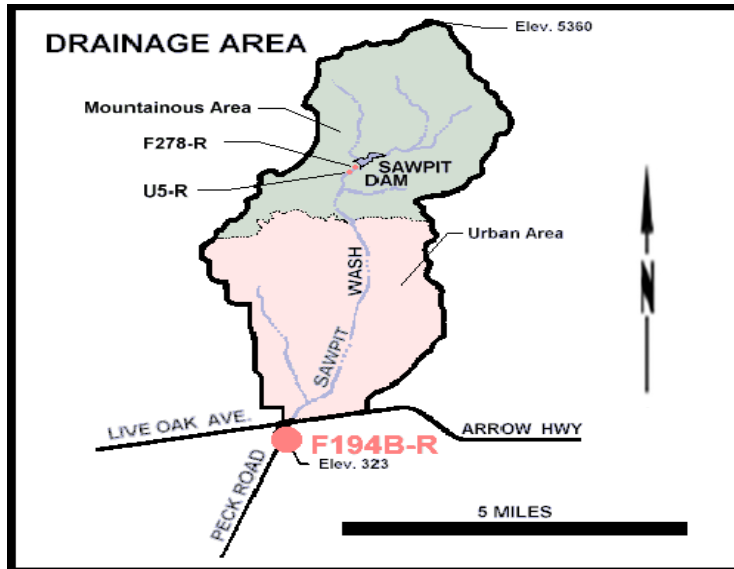 DRAINAGE AREA
Elev. 5360
Mountainous Area
F278-R
SAWPIT
DAM
U5-R
Urban Area
WASH
N
SAWPIT
LIVE OAK AVE.
ARROW HWY
F194B-R
Elev. 323
PECK ROAD
5 MILES